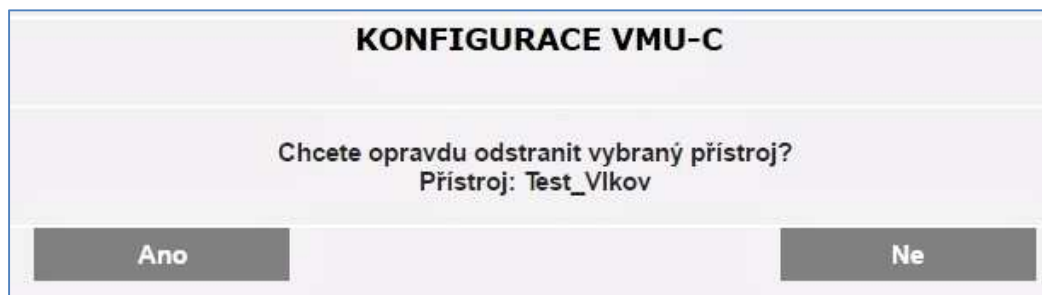 KONFIGURACE VMU-C
Chcete opravdu odstranit vybraný přístroj?
Přístroj: Test_Vlkov
Ano
Ne